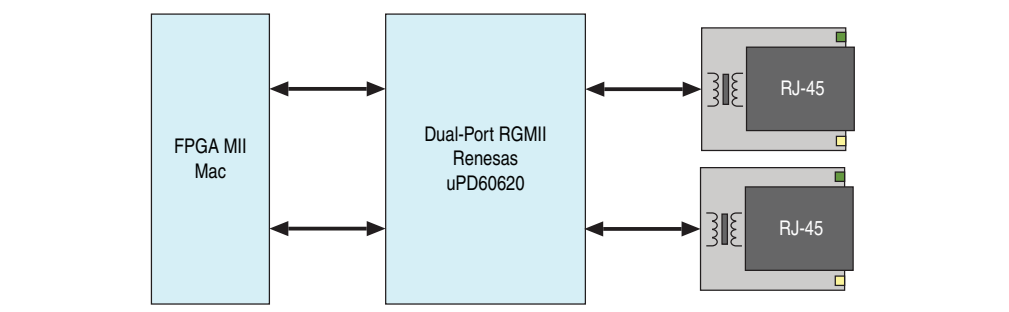 FPGA MII
Mac
Dual-Port RGMII
Renesas
uPD60620
RJ-45
RJ-45